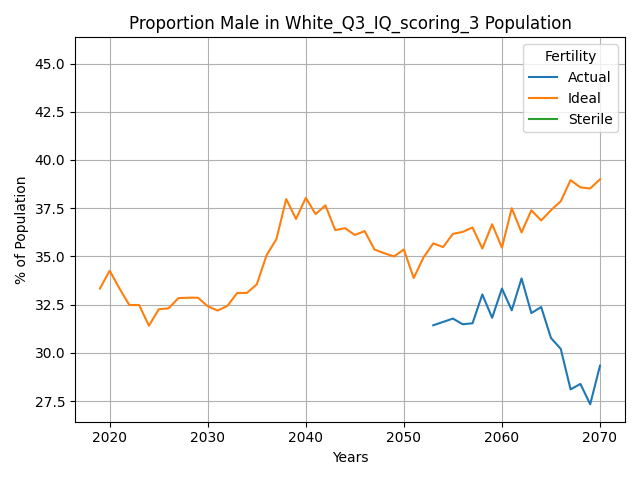 Proportion Male in White_Q3_IQ_scoring_3 Population
Fertility
Actual
Ideal
Sterile
% of Population
45.0
42.5
40.0
37.5
35.0
32.5
30.0
27.5
2020 2030 2040 2050 2060 2070
Years